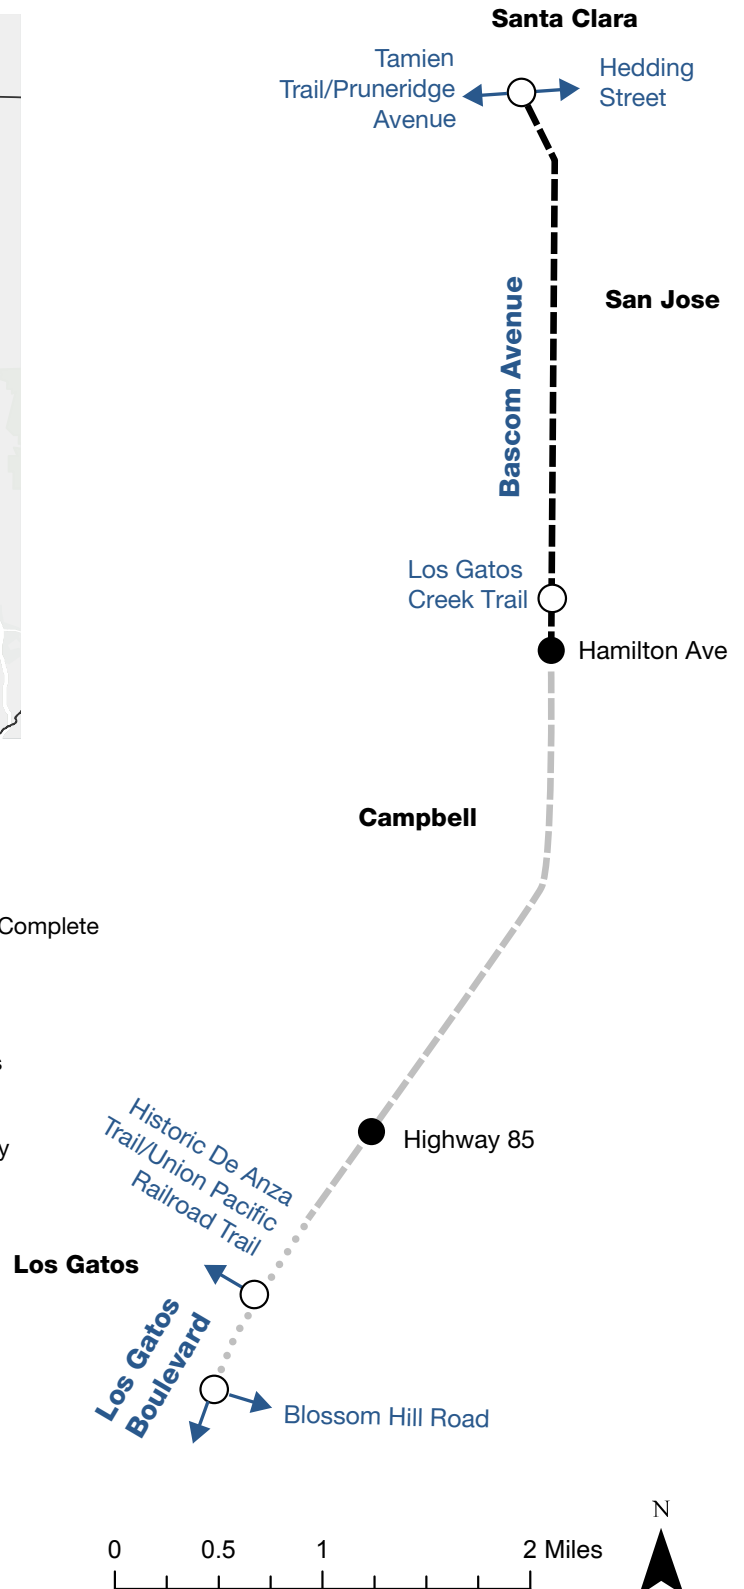 Santa Clara
Tamien
Trail/Pruneridge
Avenue
Hedding
Street
San Jose
Bascom Avenue
Los Gatos
Creek Trail
Hamilton Ave
Campbell
Complete
s
y
Highway 85
Historic De Anza
Trail/Union Pacific
Railroad Trail
Los Gatos
Los Gatos
Boulevard
Blossom Hill Road
N
0 0.5 1 2 Miles